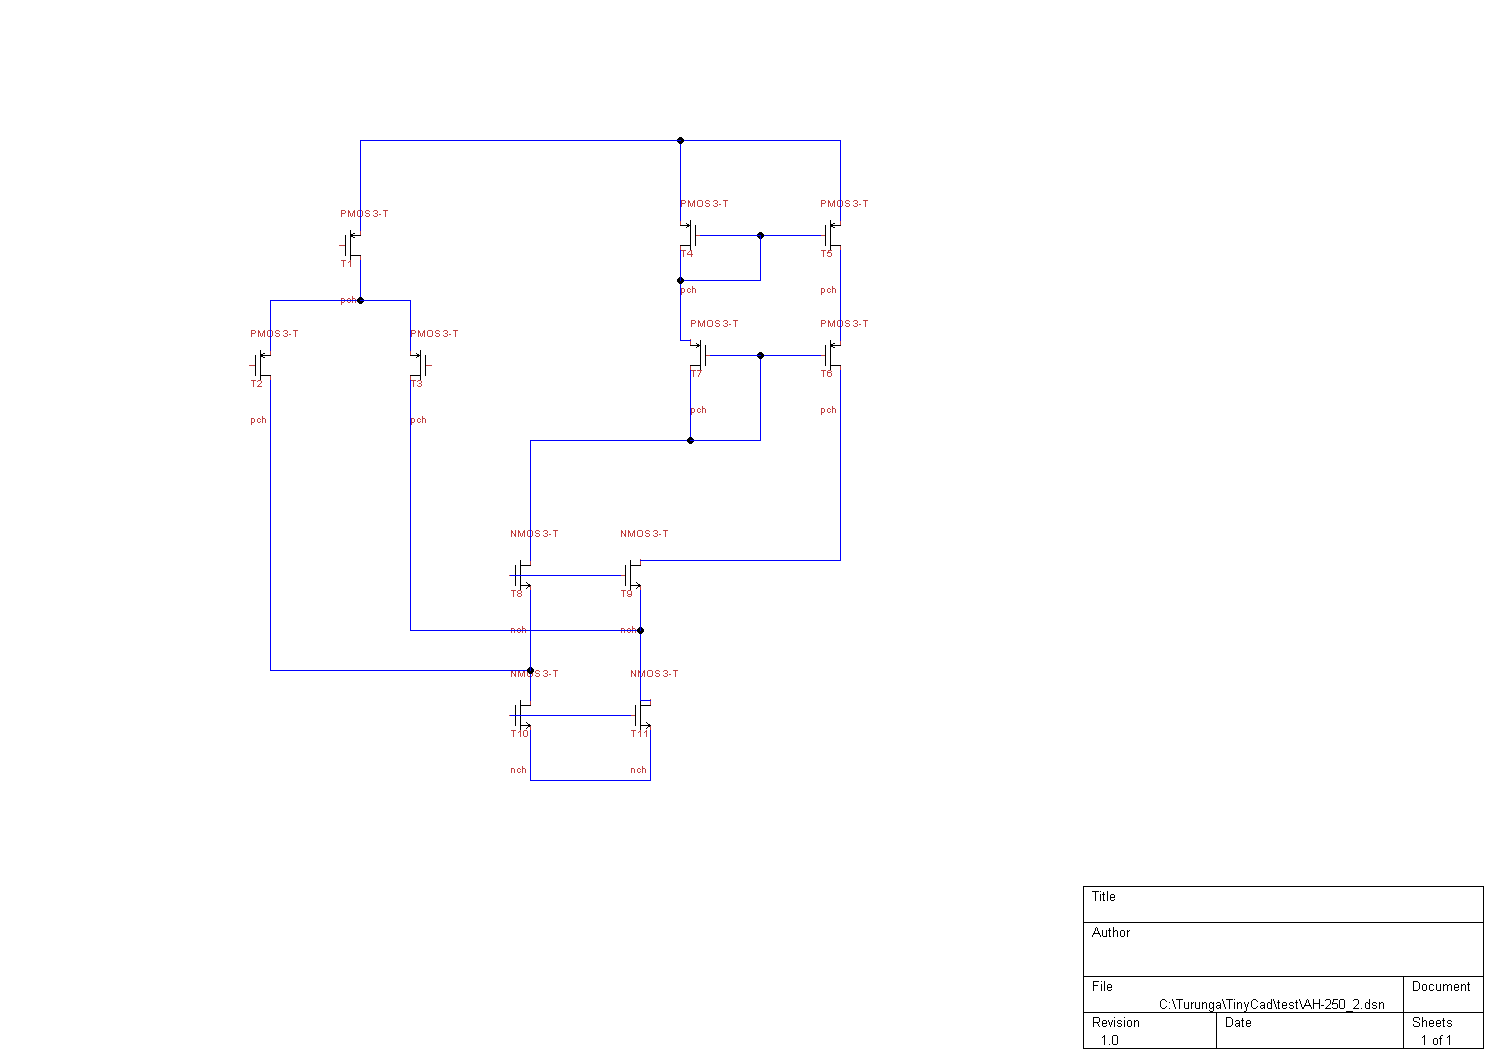 PMOS3-T PMOS3-T
PMOS3-T
T4 T5
T1
pch pch
pch
PMOS3-T PMOS3-T
PMOS3-T PMOS3-T
T7 T6
T2 T3
pch pch
pch pch
NMOS3-T NMOS3-T
T8 T9
nch nch
NMOS3-T NMOS3-T
T10 T11
nch nch
Title
Author
File Document
C:\Turunga\TinyCad\test\AH-250_2.dsn
Revision Date Sheets
1.0 1 of 1